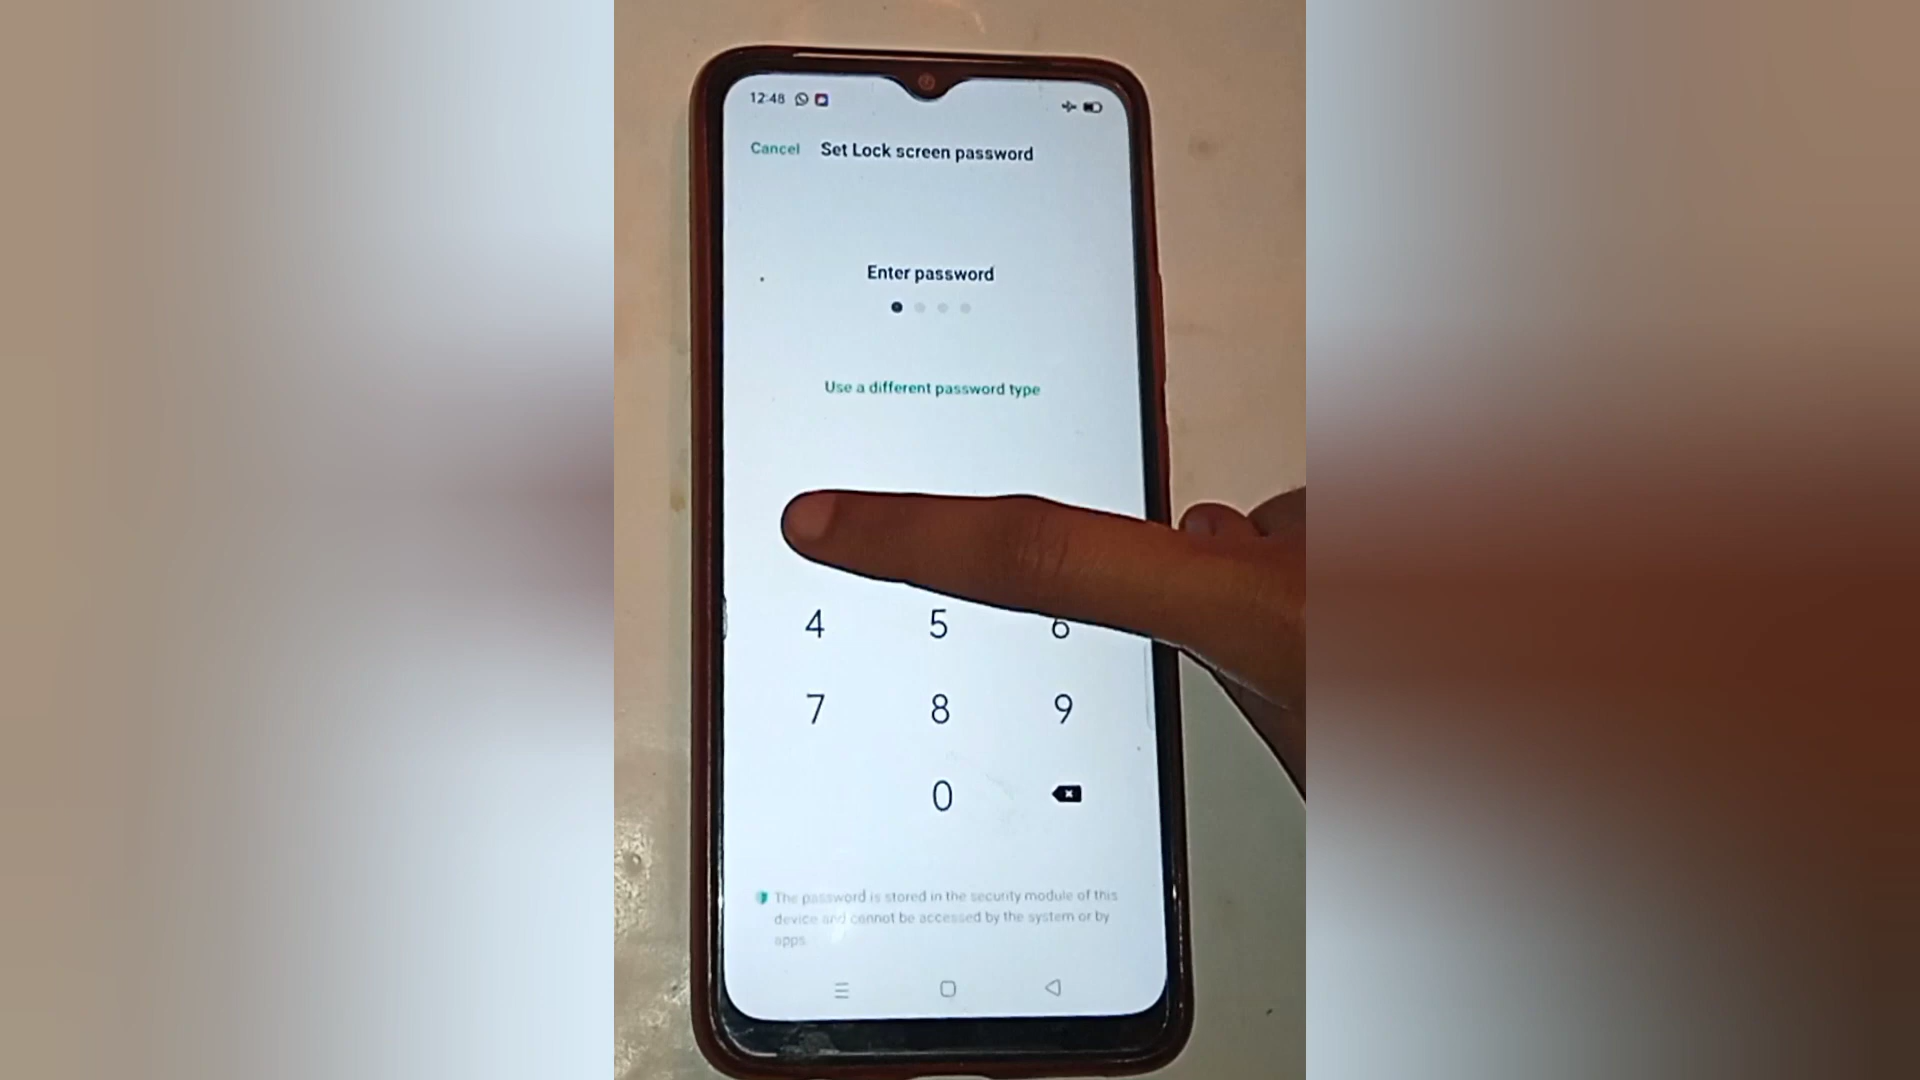 12:48
Cancel Set Lock screen password
Enter password
Use a different password type
4 5 6
7 8 9
0
The password is stored in the security module of this
device and cannot be accessed by the system or by
apps.